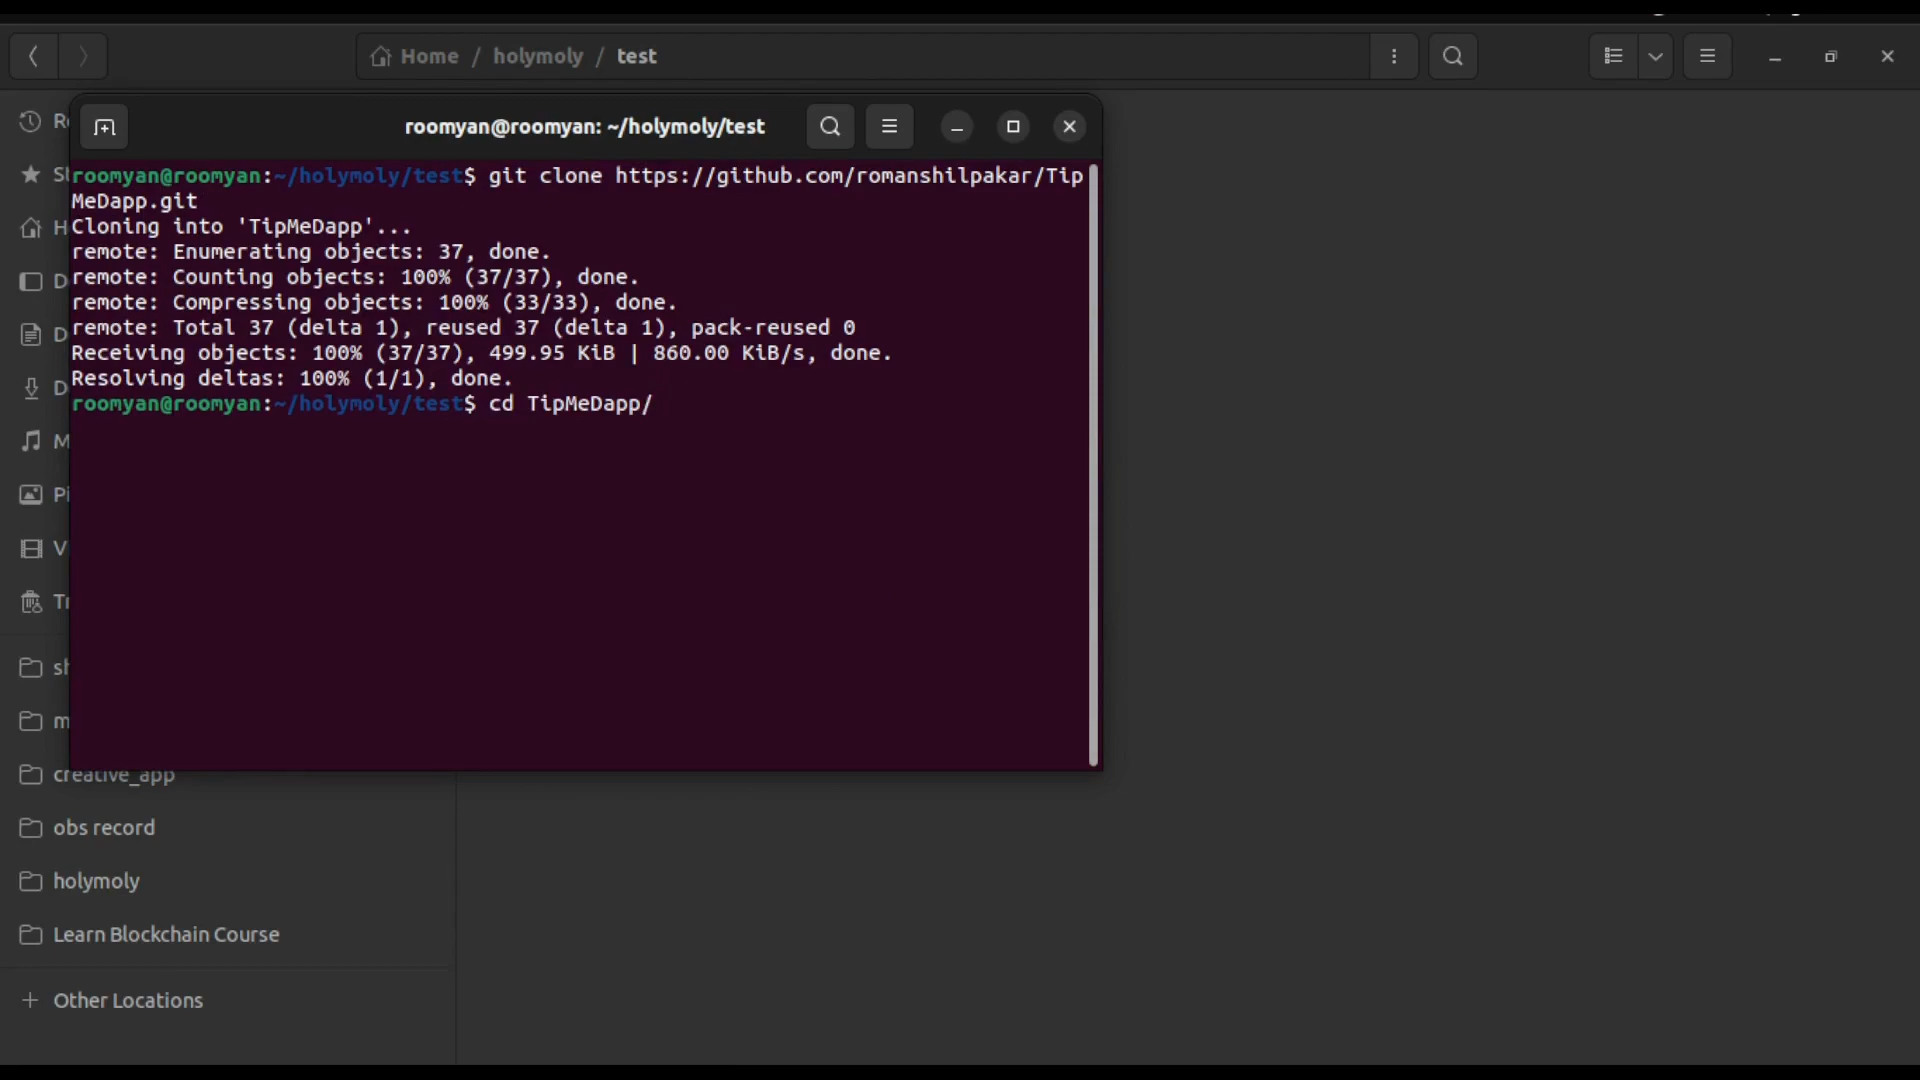 Home / holymoly / test
roomyan@roomyan: ~/holymoly/test
roomyan@roomyan:~/holymoly/test$ git clone https://github.com/romanshilpakar/Tip
MeDapp.git
Cloning into 'TipMeDapp'...
remote: Enumerating objects: 37, done.
remote: Counting objects: 100% (37/37), done.
remote: Compressing objects: 100% (33/33), done.
remote: Total 37 (delta 1), reused 37 (delta 1), pack-reused 0
Receiving objects: 100% (37/37), 499.95 KiB | 860.00 KiB/s, done.
Resolving deltas: 100% (1/1), done.
roomyan@roomyan:~/holymoly/test$ cd TipMeDapp/
creative_app
obs record
holymoly
Learn Blockchain Course
+ Other Locations